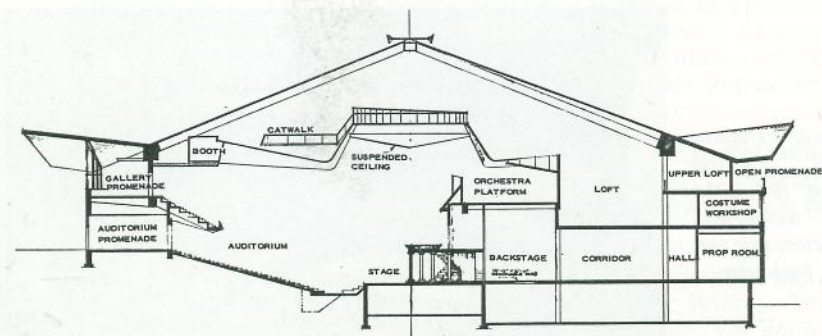 CATWALK
BOOTH
SUSPENDED
CEILING
GALLERY
PROMENADE
ORCHESTRA
PLATFORM
LOFT
UPPER LOFT
OPEN PROMENADE
COSTUME
WORKSHOP
AUDITORIUM
PROMENADE
AUDITORIUM
STAGE
BACKSTAGE
CORRIDOR
HALL
PROP ROOM